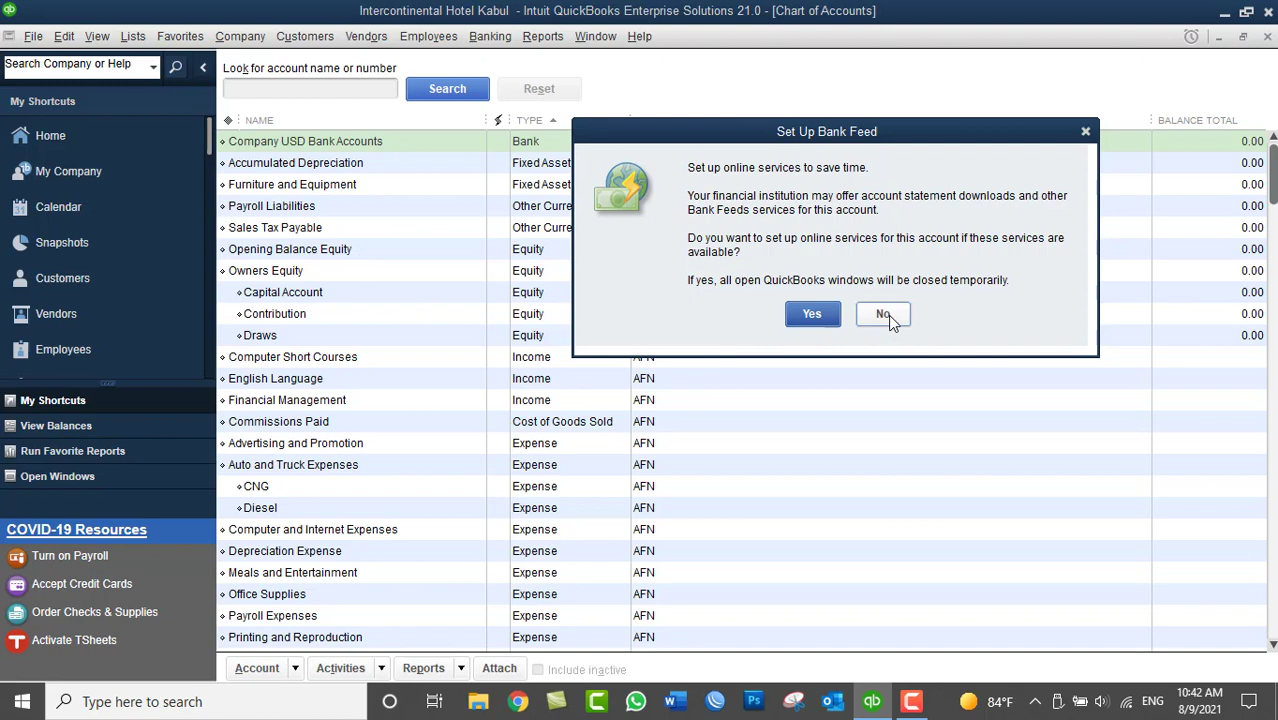 Intercontinental Hotel Kabul - Intuit QuickBooks Enterprise Solutions 21.0 - [Chart of Accounts]
File Edit View Lists Favorites Company Customers Vendors Employees Banking Reports Window Help
Search Company or Help
My Shortcuts
Home
My Company
Calendar
Snapshots
Customers
Vendors
Employees
My Shortcuts
View Balances
Run Favorite Reports
Open Windows
COVID-19 Resources
Turn on Payroll
Accept Credit Cards
Order Checks & Supplies
Activate TSheets
Look for account name or number
Search Reset
NAME TYPE BALANCE TOTAL
Company USD Bank Accounts Bank 0.00
Accumulated Depreciation Fixed Asset 0.00
Furniture and Equipment Fixed Asset 0.00
Payroll Liabilities Other Curre 0.00
Sales Tax Payable Other Curre 0.00
Opening Balance Equity Equity 0.00
Owners Equity Equity 0.00
Capital Account Equity 0.00
Contribution Equity 0.00
Draws Equity 0.00
Computer Short Courses Income AFN
English Language Income AFN
Financial Management Income AFN
Commissions Paid Cost of Goods Sold AFN
Advertising and Promotion Expense AFN
Auto and Truck Expenses Expense AFN
CNG Expense AFN
Diesel Expense AFN
Computer and Internet Expenses Expense AFN
Depreciation Expense Expense AFN
Meals and Entertainment Expense AFN
Office Supplies Expense AFN
Payroll Expenses Expense AFN
Printing and Reproduction Expense AFN
Set Up Bank Feed
Set up online services to save time.
Your financial institution may offer account statement downloads and other
Bank Feeds services for this account.
Do you want to set up online services for this account if these services are
available?
If yes, all open QuickBooks windows will be closed temporarily.
Yes No
Account Activities Reports Attach Include inactive
Type here to search
84°F ENG 10:42 AM
8/9/2021